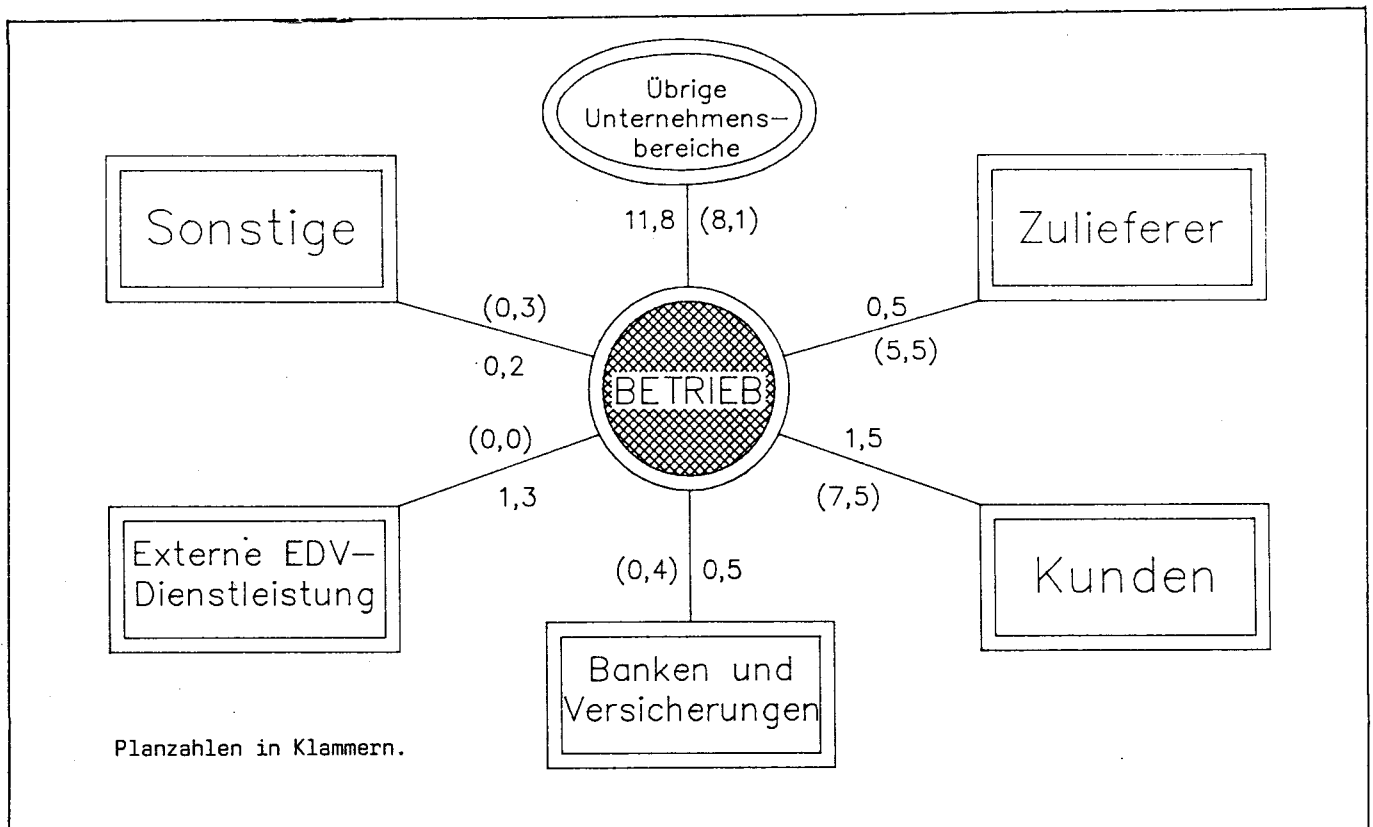 Übrige
Unternehmens-
bereiche
Sonstige
Zulieferer
11,8 (8,1)
(0,3)
0,2
0,5
(5,5)
BETRIEB
(0,0)
1,3
1,5
(7,5)
(0,4) 0,5
Externe EDV-
Dienstleistung
Kunden
Banken und
Versicherungen
Planzahlen in Klammern.